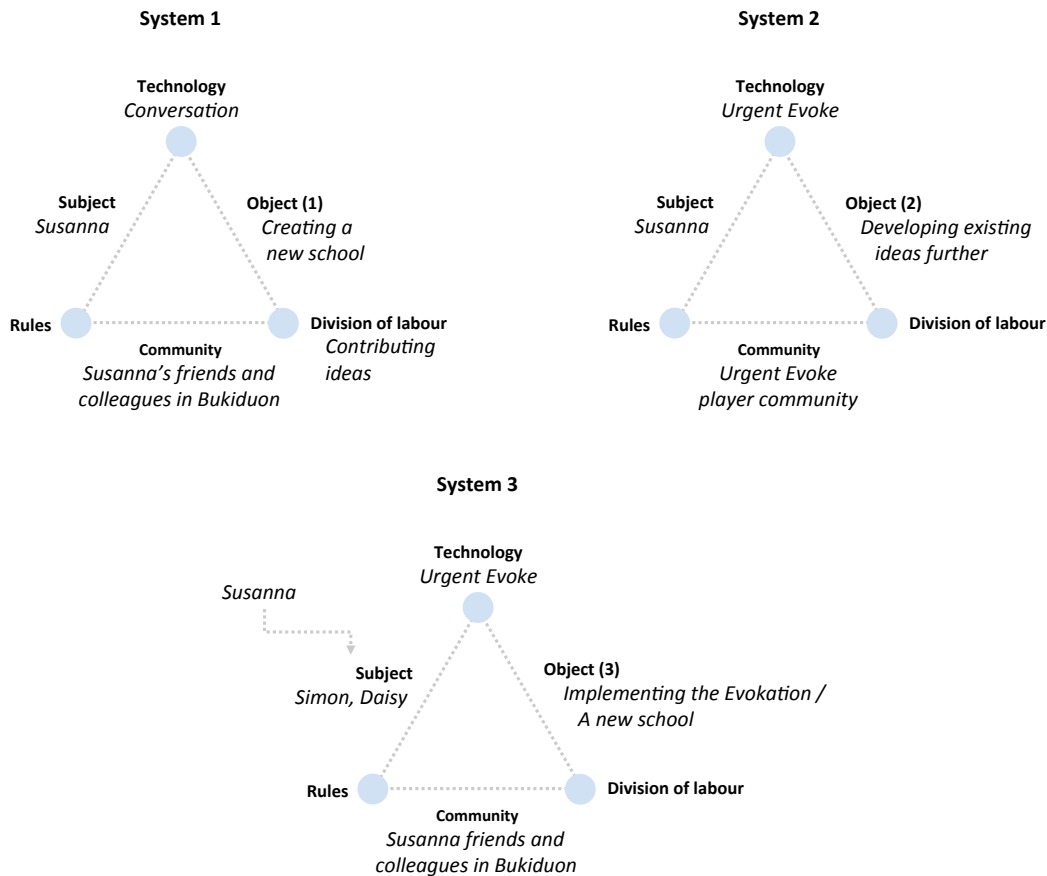 System 1
Technology
Conversation
Subject
Susanna
Object (1)
Creating a
new school
Rules
Division of labour
Contributing
ideas
Community
Susanna’s friends and
colleagues in Bukiduon
System 2
Technology
Urgent Evoke
Subject
Susanna
Object (2)
Developing existing
ideas further
Rules
Division of labour
Community
Urgent Evoke
player community
System 3
Technology
Urgent Evoke
Susanna
Subject
Simon, Daisy
Object (3)
Implementing the Evokation /
A new school
Rules
Division of labour
Community
Susanna friends and
colleagues in Bukiduon